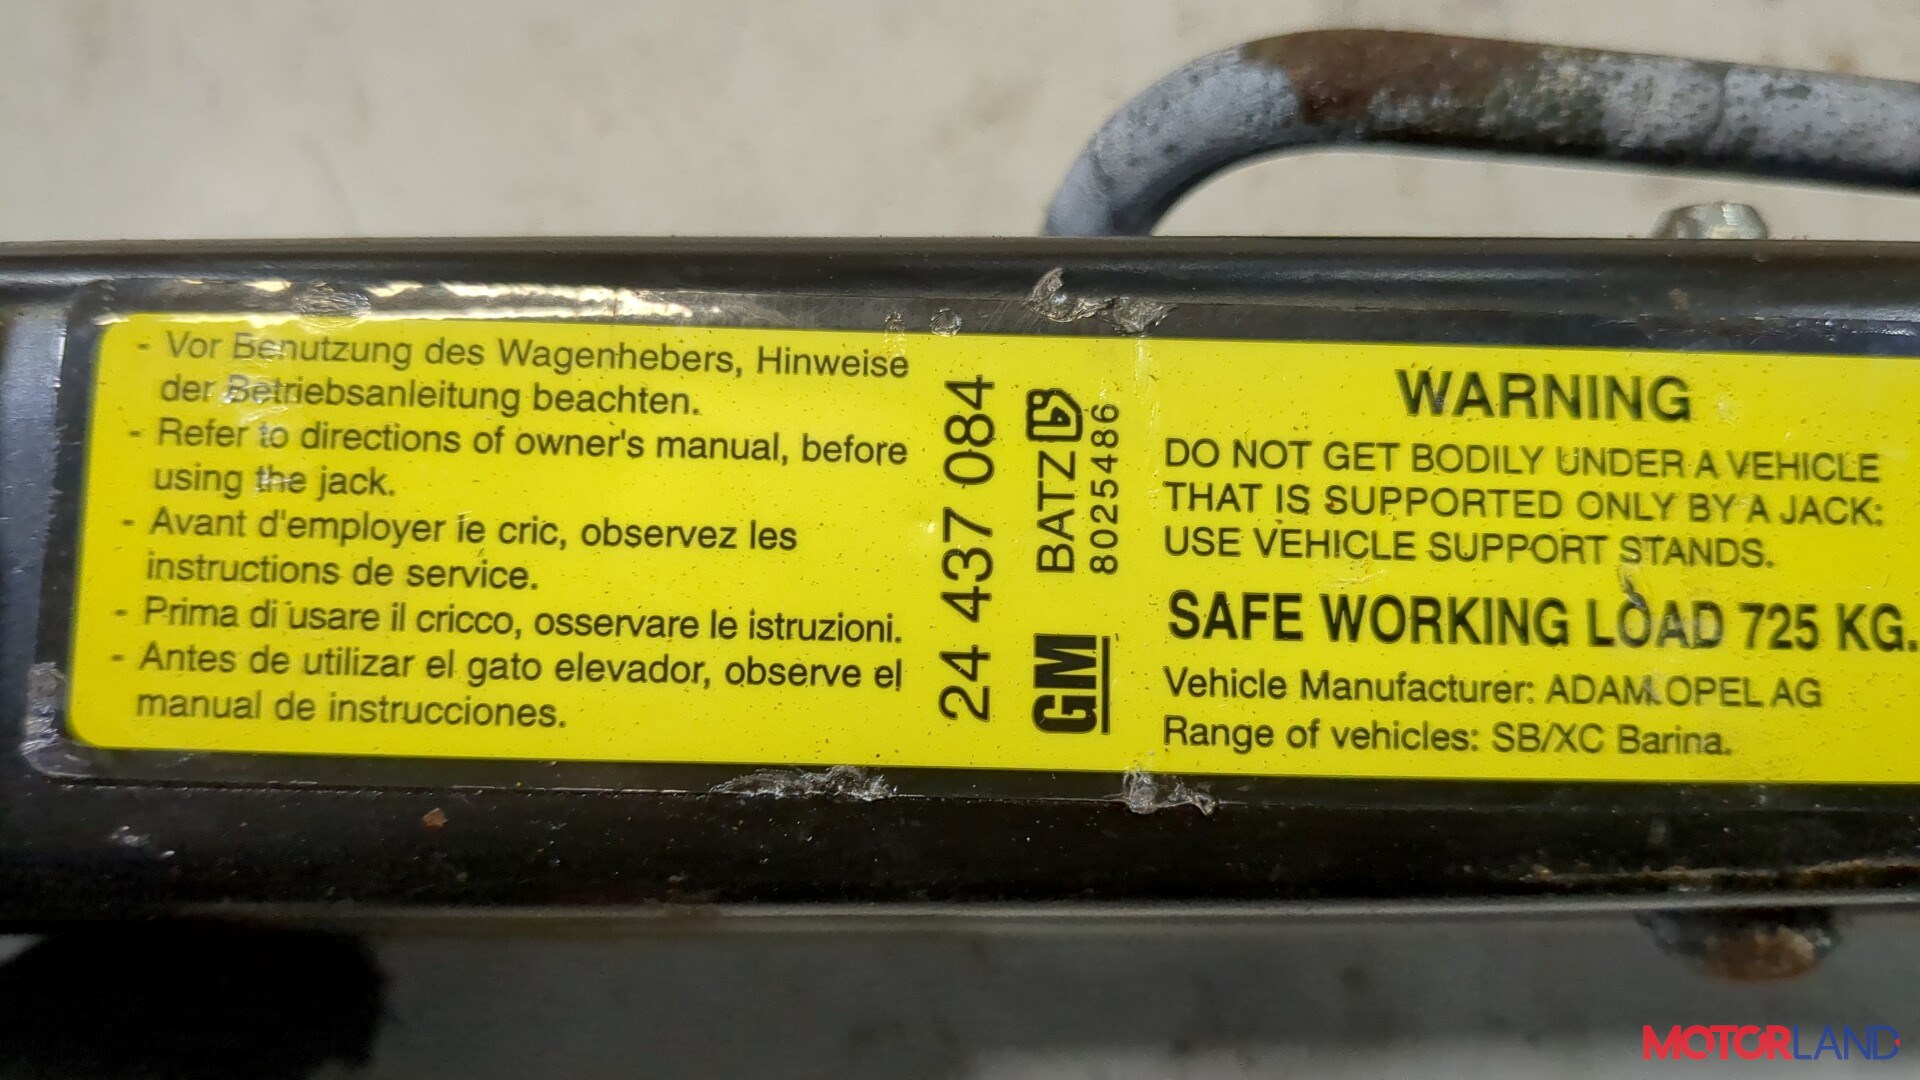 - Vor Benutzung des Wagenhebers, Hinweise
der Betriebsanleitung beachten.
- Refer to directions of owner's manual, before
using the jack.
- Avant d'employer le cric, observez les
instructions de service.
- Prima di usare il cricco, osservare le istruzioni.
- Antes de utilizar el gato elevador, observe el
manual de instrucciones.
24 437 084
GM BATZ
8025486
WARNING
DO NOT GET BODILY UNDER A VEHICLE
THAT IS SUPPORTED ONLY BY A JACK:
USE VEHICLE SUPPORT STANDS.
SAFE WORKING LOAD 725 KG.
Vehicle Manufacturer: ADAM OPEL AG
Range of vehicles: SB/XC Barina.
MOTORLAND